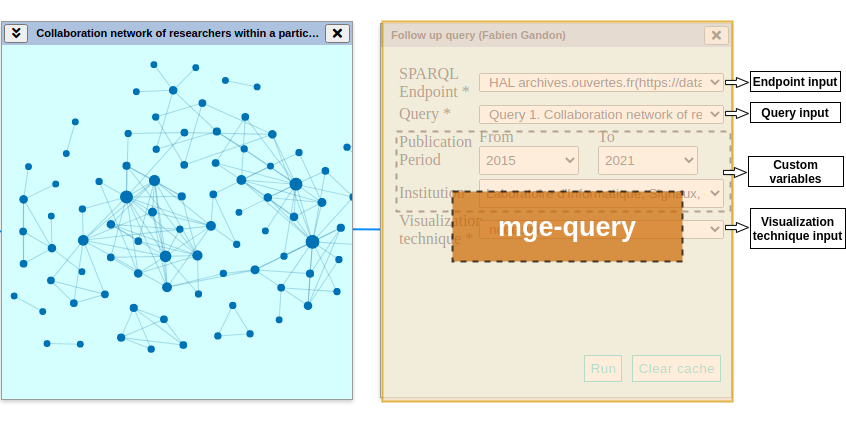 Collaboration network of researchers within a partic...
Follow up query (Fabien Gandon)
SPARQL
Endpoint *
HAL archives.ouvertes.fr(https://data
Endpoint input
Query *
Query 1. Collaboration network of re
Query input
Publication
Period
From
To
2015
2021
Custom
variables
Institution
Laboratoire d'Informatique, Signaux,
mge-query
Visualization
technique *
Visualization
technique input
Run
Clear cache